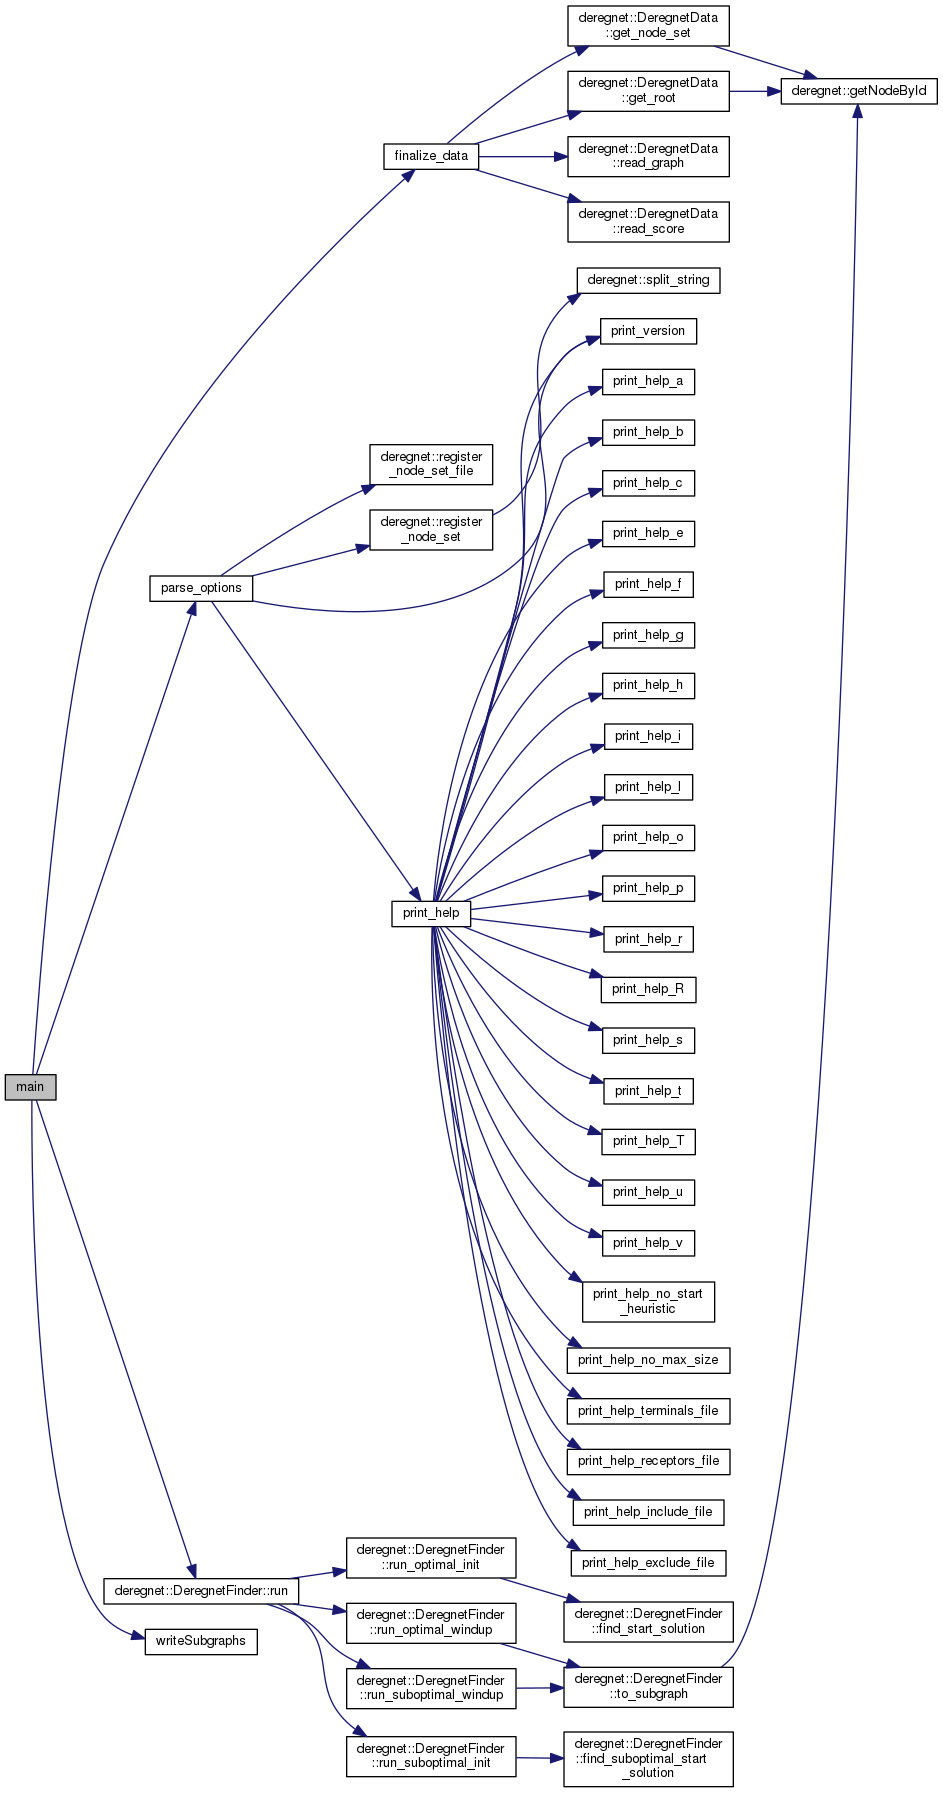 deregnet::DeregnetData
::get_node_set
deregnet::DeregnetData
::get_root
deregnet::getNodeById
deregnet::DeregnetData
::read_graph
finalize_data
deregnet::DeregnetData
::read_score
deregnet::split_string
print_version
print_help_a
print_help_b
deregnet::register
_node_set_file
print_help_c
deregnet::register
_node_set
print_help_e
parse_options
print_help_f
print_help_g
print_help_h
print_help_i
print_help_l
print_help_o
print_help_p
print_help
print_help_r
print_help_R
print_help_s
main
print_help_t
print_help_T
print_help_u
print_help_v
print_help_no_start
_heuristic
print_help_no_max_size
print_help_terminals_file
print_help_receptors_file
print_help_include_file
print_help_exclude_file
deregnet::DeregnetFinder
::run_optimal_init
deregnet::DeregnetFinder::run
deregnet::DeregnetFinder
::run_optimal_windup
deregnet::DeregnetFinder
::find_start_solution
writeSubgraphs
deregnet::DeregnetFinder
::run_suboptimal_windup
deregnet::DeregnetFinder
::to_subgraph
deregnet::DeregnetFinder
::run_suboptimal_init
deregnet::DeregnetFinder
::find_suboptimal_start
_solution